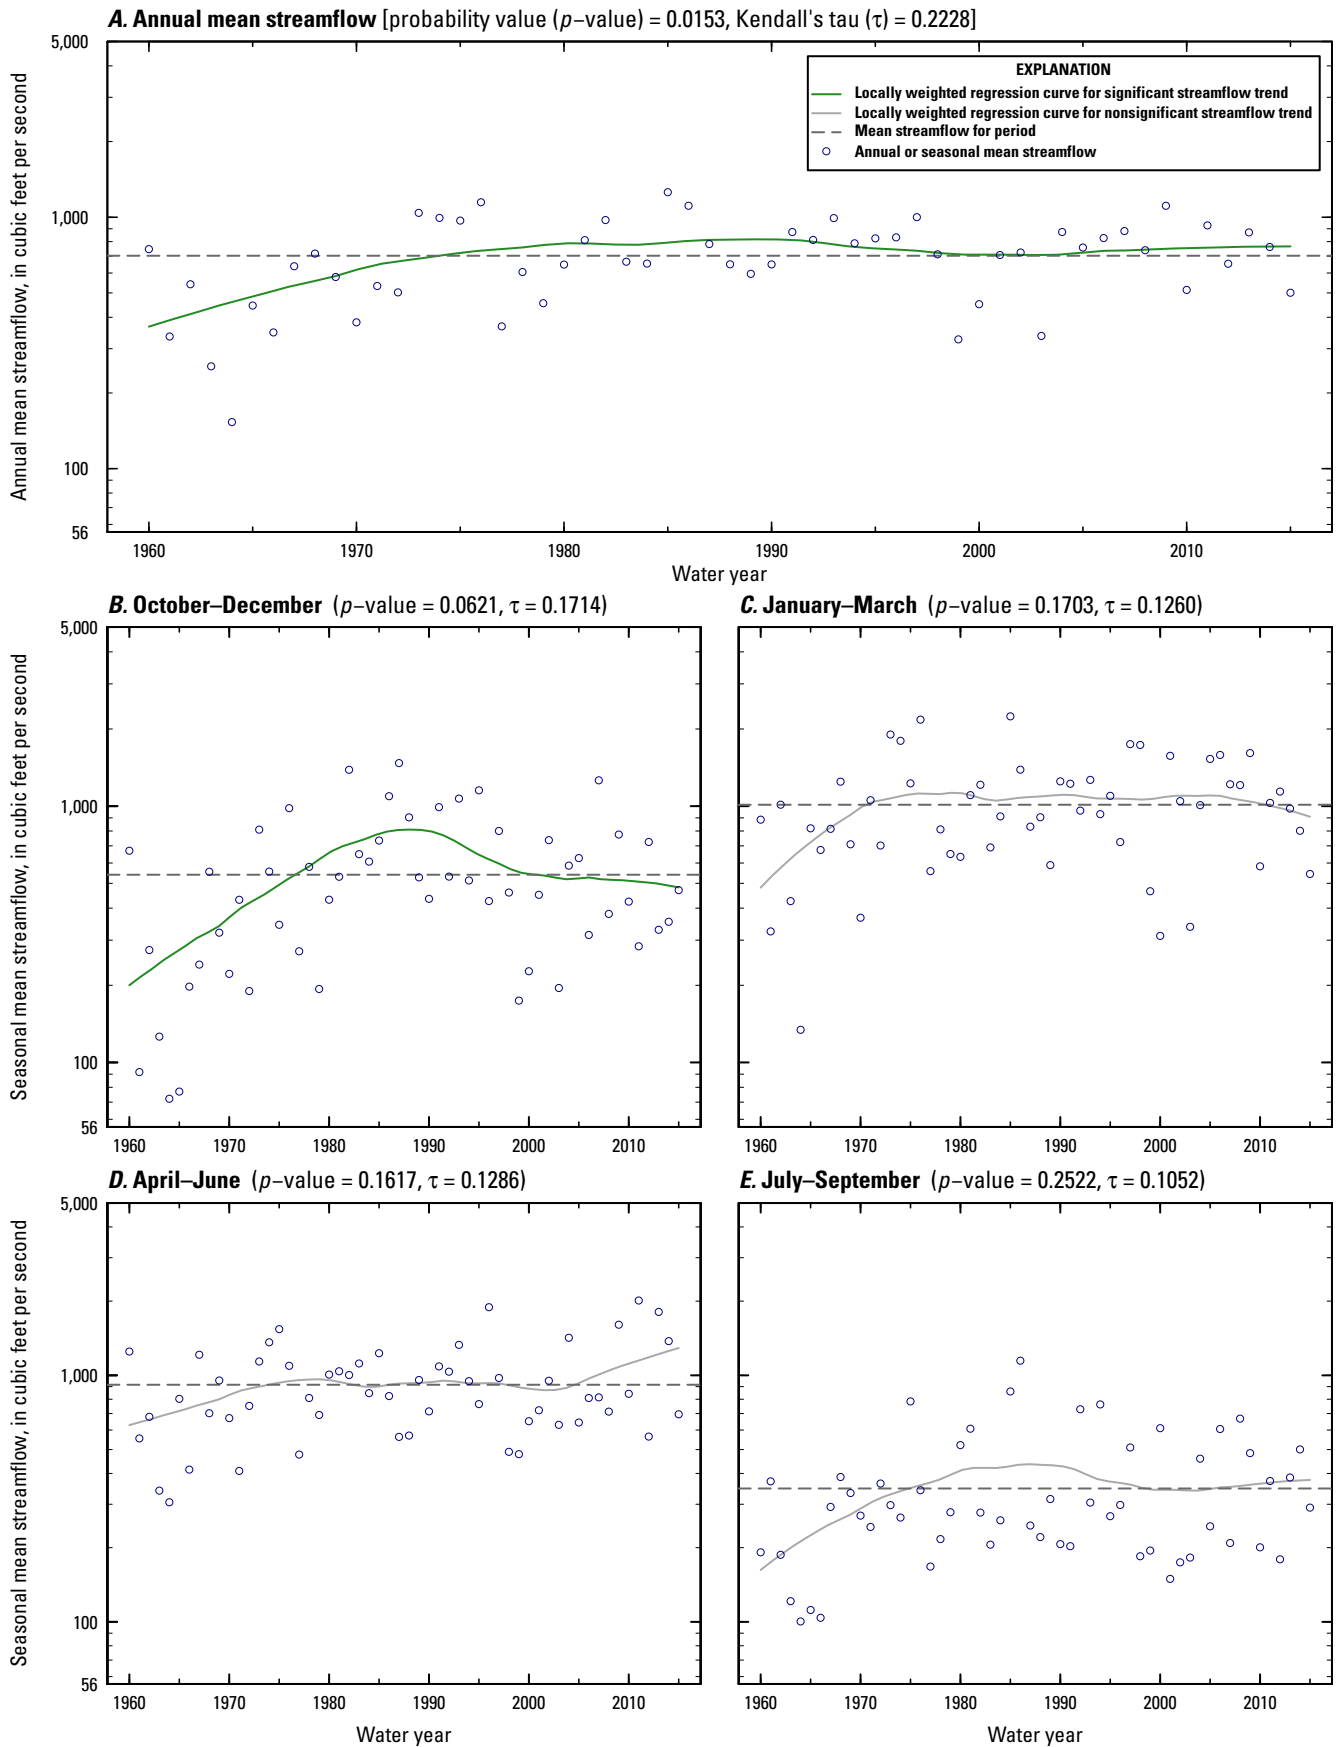 A. Annual mean streamflow [probability value (p–value) = 0.0153, Kendall's tau (τ) = 0.2228]
Annual mean streamflow, in cubic feet per second
5,000
1,000
100
56
EXPLANATION
Locally weighted regression curve for significant streamflow trend
Locally weighted regression curve for nonsignificant streamflow trend
Mean streamflow for period
Annual or seasonal mean streamflow
1960 1970 1980 1990 2000 2010
Water year
B. October–December (p–value = 0.0621, τ = 0.1714)
Seasonal mean streamflow, in cubic feet per second
5,000
1,000
100
56
1960 1970 1980 1990 2000 2010
C. January–March (p–value = 0.1703, τ = 0.1260)
1960 1970 1980 1990 2000 2010
D. April–June (p–value = 0.1617, τ = 0.1286)
Seasonal mean streamflow, in cubic feet per second
5,000
1,000
100
56
1960 1970 1980 1990 2000 2010
Water year
E. July–September (p–value = 0.2522, τ = 0.1052)
1960 1970 1980 1990 2000 2010
Water year